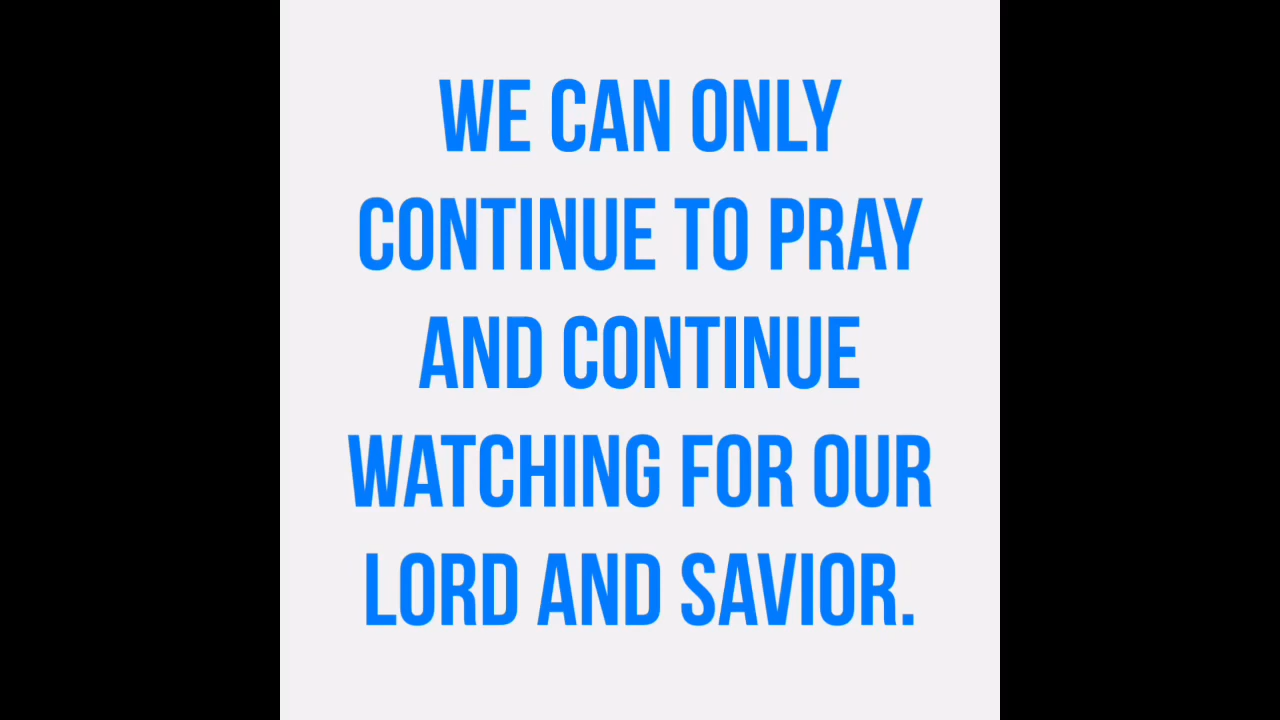 WE CAN ONLY
CONTINUE TO PRAY
AND CONTINUE
WATCHING FOR OUR
LORD AND SAVIOR.